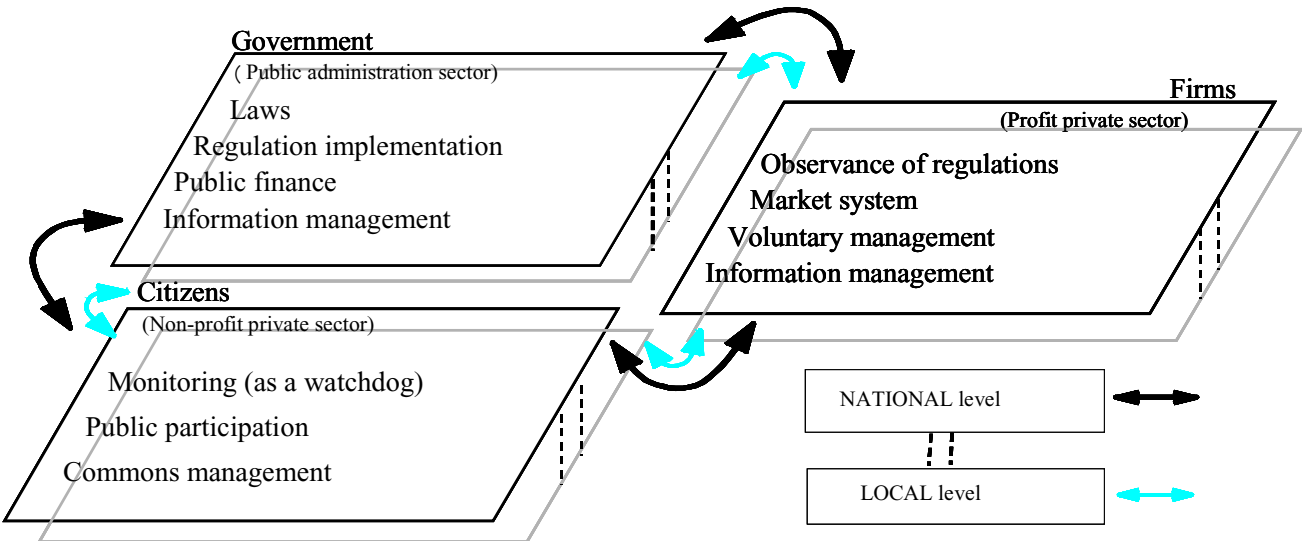 Government
( Public administration sector)
Laws
Regulation implementation
Public finance
Information management
Firms
(Profit private sector)
Observance of regulations
Market system
Voluntary management
Information management
Citizens
(Non-profit private sector)
Monitoring (as a watchdog)
Public participation
Commons management
NATIONAL level
LOCAL level